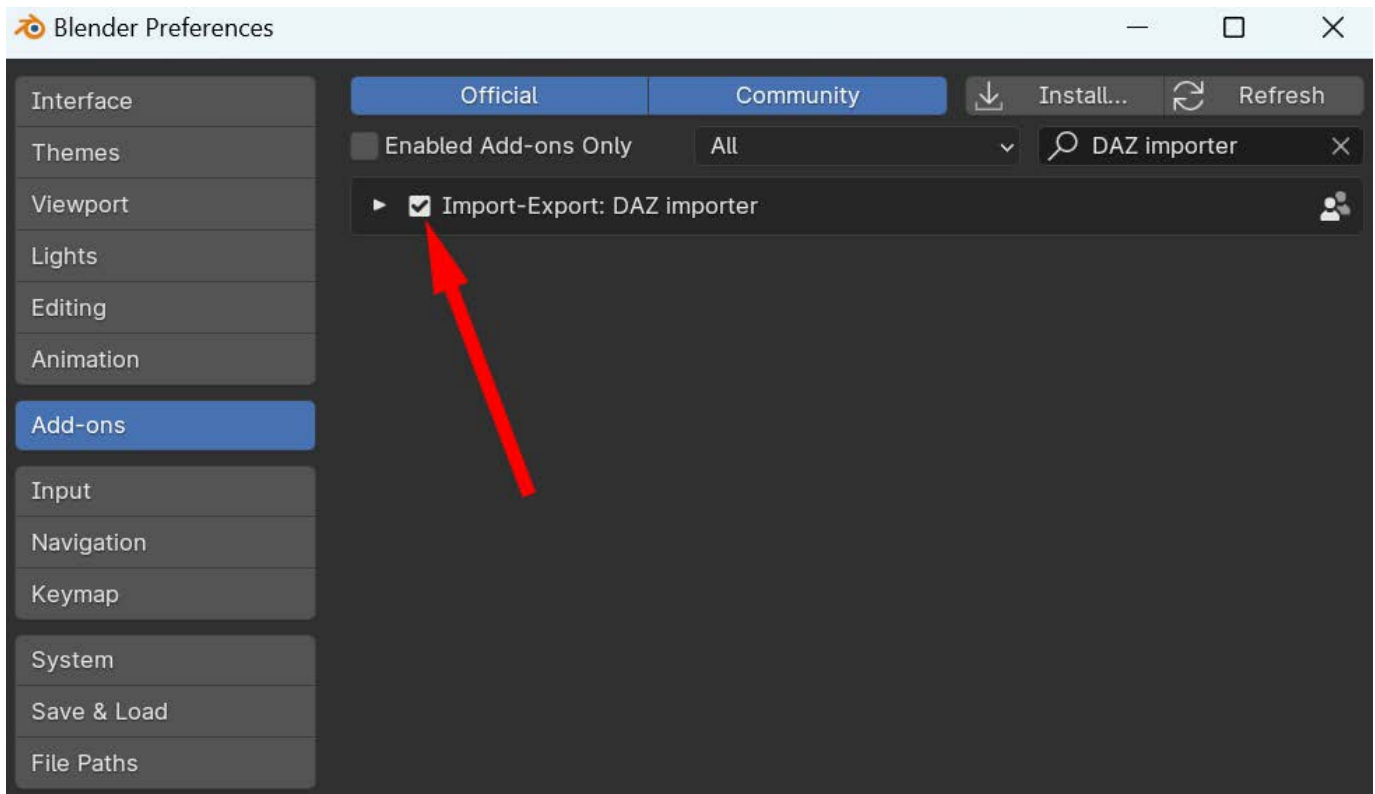 Blender Preferences
Interface
Themes
Viewport
Lights
Editing
Animation
Add-ons
Input
Navigation
Keymap
System
Save & Load
File Paths
Official Community Install... Refresh
Enabled Add-ons Only All DAZ importer
Import-Export: DAZ importer